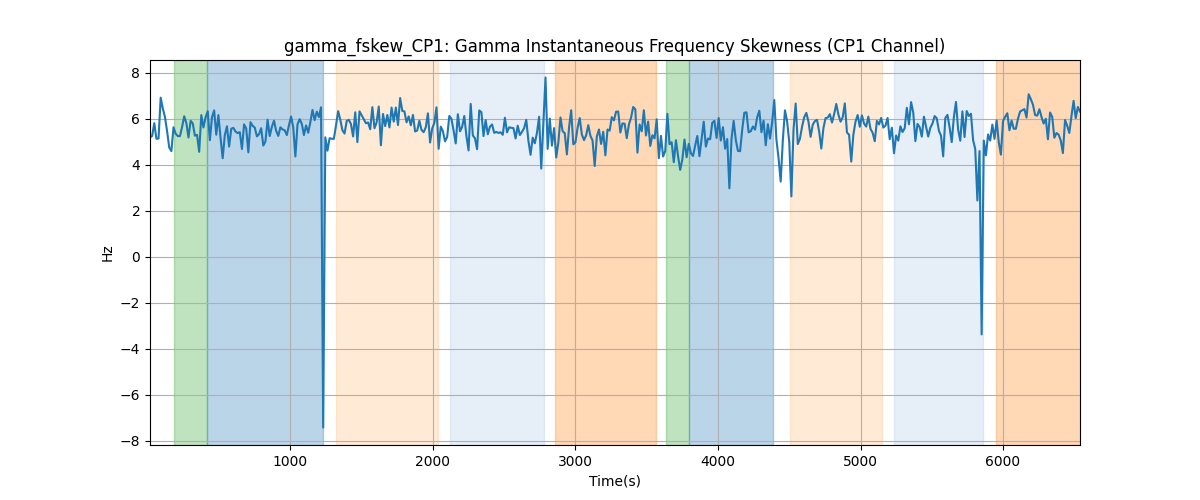 gamma_fskew_CP1: Gamma Instantaneous Frequency Skewness (CP1 Channel)
8
6
4
2
0
−2
−4
−6
−8
Hz
1000 2000 3000 4000 5000 6000
Time(s)